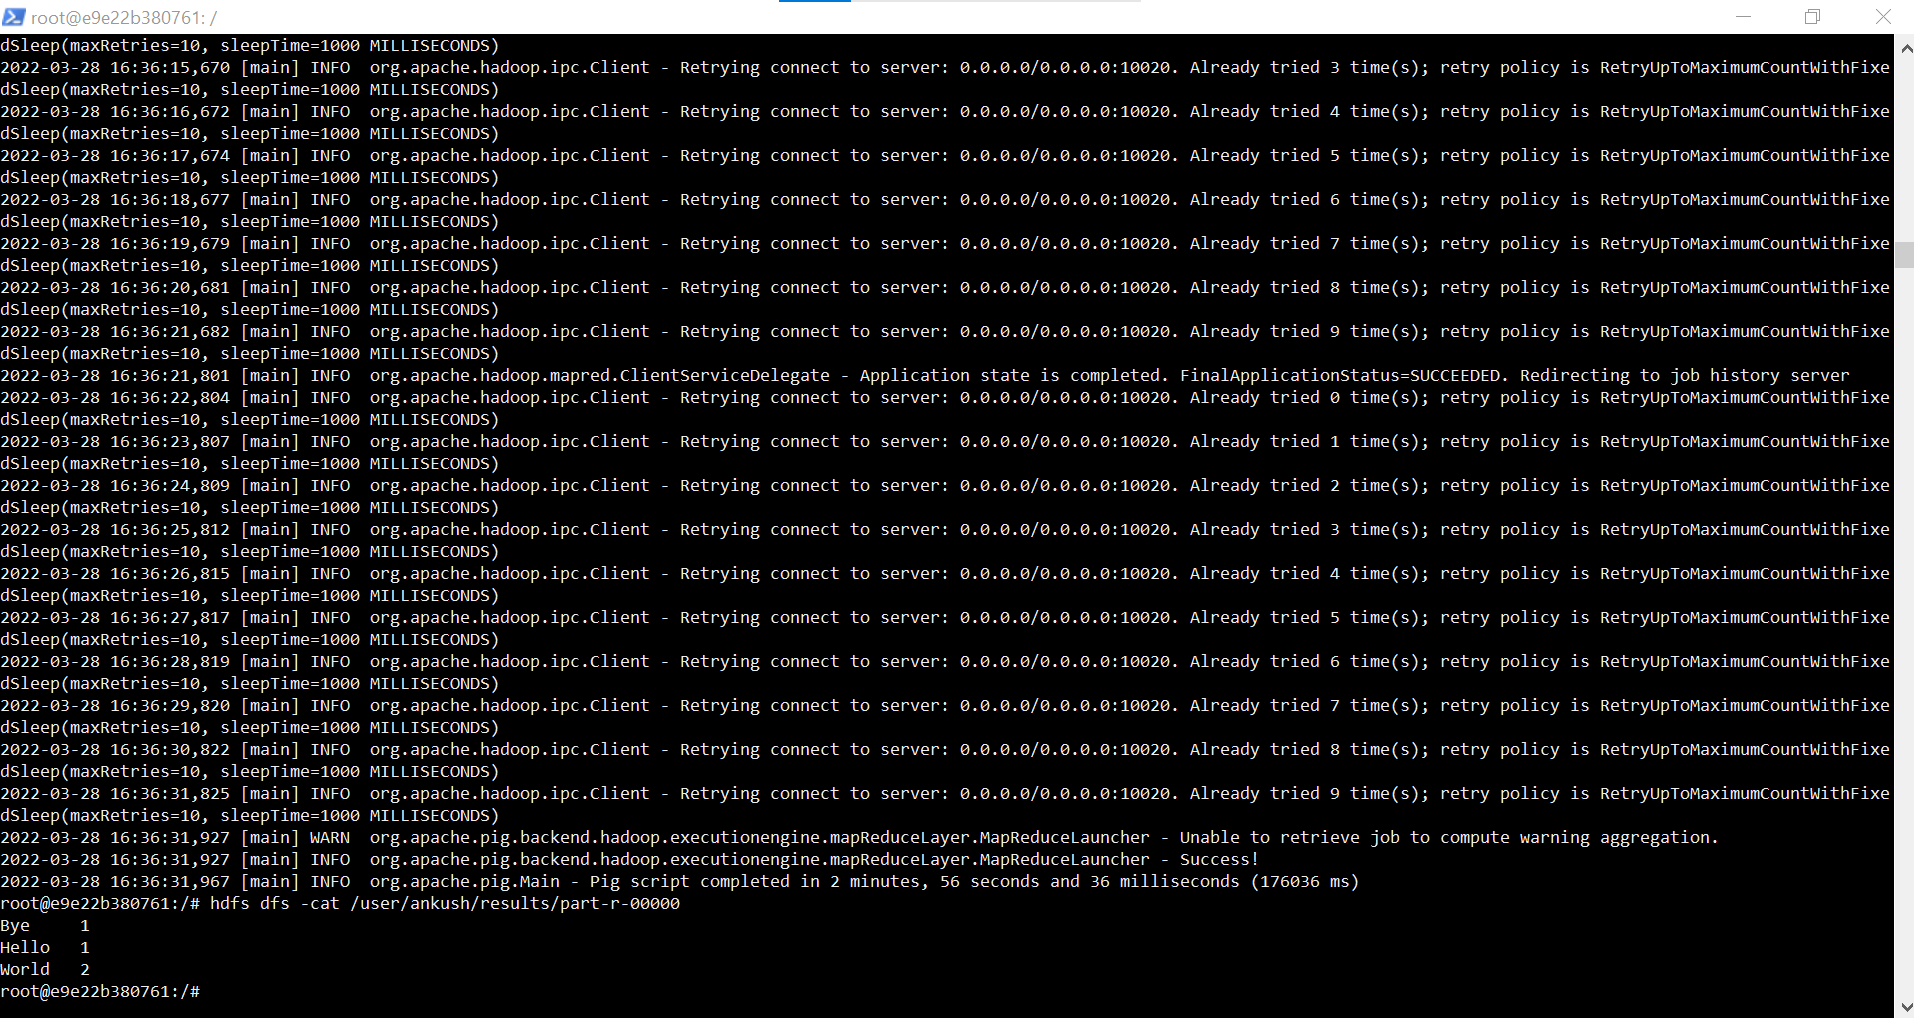 root@e9e22b380761: /
dSleep(maxRetries=10, sleepTime=1000 MILLISECONDS)
2022-03-28 16:36:15,670 [main] INFO  org.apache.hadoop.ipc.Client - Retrying connect to server: 0.0.0.0/0.0.0.0:10020. Already tried 3 time(s); retry policy is RetryUpToMaximumCountWithFixe
dSleep(maxRetries=10, sleepTime=1000 MILLISECONDS)
2022-03-28 16:36:16,672 [main] INFO  org.apache.hadoop.ipc.Client - Retrying connect to server: 0.0.0.0/0.0.0.0:10020. Already tried 4 time(s); retry policy is RetryUpToMaximumCountWithFixe
dSleep(maxRetries=10, sleepTime=1000 MILLISECONDS)
2022-03-28 16:36:17,674 [main] INFO  org.apache.hadoop.ipc.Client - Retrying connect to server: 0.0.0.0/0.0.0.0:10020. Already tried 5 time(s); retry policy is RetryUpToMaximumCountWithFixe
dSleep(maxRetries=10, sleepTime=1000 MILLISECONDS)
2022-03-28 16:36:18,677 [main] INFO  org.apache.hadoop.ipc.Client - Retrying connect to server: 0.0.0.0/0.0.0.0:10020. Already tried 6 time(s); retry policy is RetryUpToMaximumCountWithFixe
dSleep(maxRetries=10, sleepTime=1000 MILLISECONDS)
2022-03-28 16:36:19,679 [main] INFO  org.apache.hadoop.ipc.Client - Retrying connect to server: 0.0.0.0/0.0.0.0:10020. Already tried 7 time(s); retry policy is RetryUpToMaximumCountWithFixe
dSleep(maxRetries=10, sleepTime=1000 MILLISECONDS)
2022-03-28 16:36:20,681 [main] INFO  org.apache.hadoop.ipc.Client - Retrying connect to server: 0.0.0.0/0.0.0.0:10020. Already tried 8 time(s); retry policy is RetryUpToMaximumCountWithFixe
dSleep(maxRetries=10, sleepTime=1000 MILLISECONDS)
2022-03-28 16:36:21,682 [main] INFO  org.apache.hadoop.ipc.Client - Retrying connect to server: 0.0.0.0/0.0.0.0:10020. Already tried 9 time(s); retry policy is RetryUpToMaximumCountWithFixe
dSleep(maxRetries=10, sleepTime=1000 MILLISECONDS)
2022-03-28 16:36:21,801 [main] INFO  org.apache.hadoop.mapred.ClientServiceDelegate - Application state is completed. FinalApplicationStatus=SUCCEEDED. Redirecting to job history server
2022-03-28 16:36:22,804 [main] INFO  org.apache.hadoop.ipc.Client - Retrying connect to server: 0.0.0.0/0.0.0.0:10020. Already tried 0 time(s); retry policy is RetryUpToMaximumCountWithFixe
dSleep(maxRetries=10, sleepTime=1000 MILLISECONDS)
2022-03-28 16:36:23,807 [main] INFO  org.apache.hadoop.ipc.Client - Retrying connect to server: 0.0.0.0/0.0.0.0:10020. Already tried 1 time(s); retry policy is RetryUpToMaximumCountWithFixe
dSleep(maxRetries=10, sleepTime=1000 MILLISECONDS)
2022-03-28 16:36:24,809 [main] INFO  org.apache.hadoop.ipc.Client - Retrying connect to server: 0.0.0.0/0.0.0.0:10020. Already tried 2 time(s); retry policy is RetryUpToMaximumCountWithFixe
dSleep(maxRetries=10, sleepTime=1000 MILLISECONDS)
2022-03-28 16:36:25,812 [main] INFO  org.apache.hadoop.ipc.Client - Retrying connect to server: 0.0.0.0/0.0.0.0:10020. Already tried 3 time(s); retry policy is RetryUpToMaximumCountWithFixe
dSleep(maxRetries=10, sleepTime=1000 MILLISECONDS)
2022-03-28 16:36:26,815 [main] INFO  org.apache.hadoop.ipc.Client - Retrying connect to server: 0.0.0.0/0.0.0.0:10020. Already tried 4 time(s); retry policy is RetryUpToMaximumCountWithFixe
dSleep(maxRetries=10, sleepTime=1000 MILLISECONDS)
2022-03-28 16:36:27,817 [main] INFO  org.apache.hadoop.ipc.Client - Retrying connect to server: 0.0.0.0/0.0.0.0:10020. Already tried 5 time(s); retry policy is RetryUpToMaximumCountWithFixe
dSleep(maxRetries=10, sleepTime=1000 MILLISECONDS)
2022-03-28 16:36:28,819 [main] INFO  org.apache.hadoop.ipc.Client - Retrying connect to server: 0.0.0.0/0.0.0.0:10020. Already tried 6 time(s); retry policy is RetryUpToMaximumCountWithFixe
dSleep(maxRetries=10, sleepTime=1000 MILLISECONDS)
2022-03-28 16:36:29,820 [main] INFO  org.apache.hadoop.ipc.Client - Retrying connect to server: 0.0.0.0/0.0.0.0:10020. Already tried 7 time(s); retry policy is RetryUpToMaximumCountWithFixe
dSleep(maxRetries=10, sleepTime=1000 MILLISECONDS)
2022-03-28 16:36:30,822 [main] INFO  org.apache.hadoop.ipc.Client - Retrying connect to server: 0.0.0.0/0.0.0.0:10020. Already tried 8 time(s); retry policy is RetryUpToMaximumCountWithFixe
dSleep(maxRetries=10, sleepTime=1000 MILLISECONDS)
2022-03-28 16:36:31,825 [main] INFO  org.apache.hadoop.ipc.Client - Retrying connect to server: 0.0.0.0/0.0.0.0:10020. Already tried 9 time(s); retry policy is RetryUpToMaximumCountWithFixe
dSleep(maxRetries=10, sleepTime=1000 MILLISECONDS)
2022-03-28 16:36:31,927 [main] WARN  org.apache.pig.backend.hadoop.executionengine.mapReduceLayer.MapReduceLauncher - Unable to retrieve job to compute warning aggregation.
2022-03-28 16:36:31,927 [main] INFO  org.apache.pig.backend.hadoop.executionengine.mapReduceLayer.MapReduceLauncher - Success!
2022-03-28 16:36:31,967 [main] INFO  org.apache.pig.Main - Pig script completed in 2 minutes, 56 seconds and 36 milliseconds (176036 ms)
root@e9e22b380761:/# hdfs dfs -cat /user/ankush/results/part-r-00000
Bye     1
Hello   1
World   2
root@e9e22b380761:/#